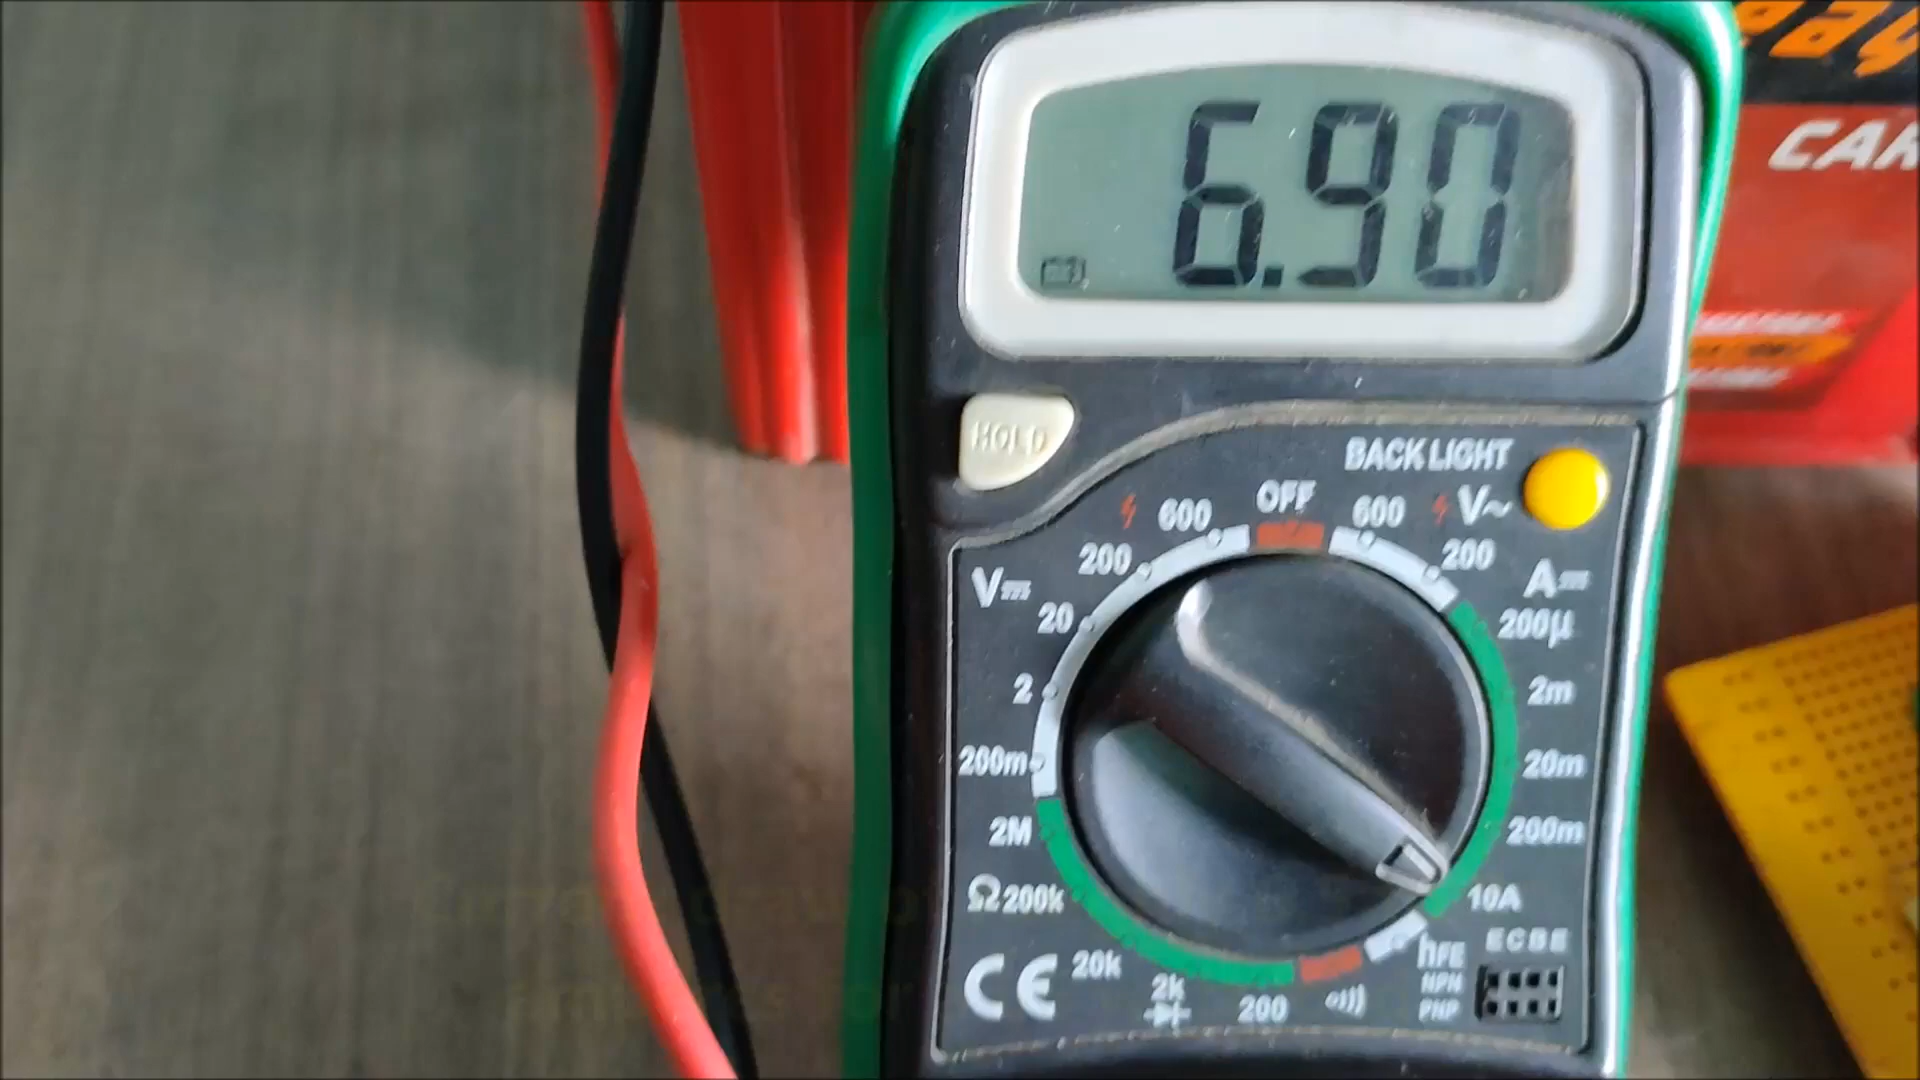 6.90
CAR
HOLD
BACK LIGHT
OFF
600
600
V~
200
200
V
A
20
200µ
2
2m
200m
20m
2M
200m
Ω
200k
10A
20k
2k
200
hFE
NPN
PNP
ECBE
CE